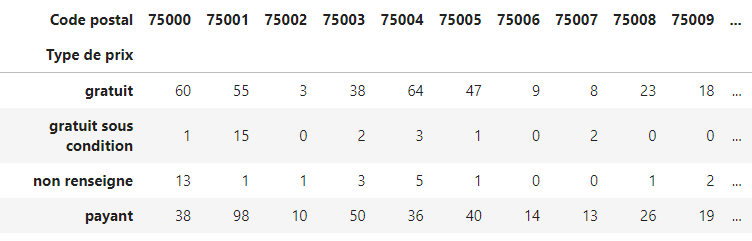 Code postal 75000 75001 75002 75003 75004 75005 75006 75007 75008 75009 ...
Type de prix
gratuit 60 55 3 38 64 47 9 8 23 18 ...
gratuit sous
condition 1 15 0 2 3 1 0 2 0 0 ...
non renseigne 13 1 1 3 5 1 0 0 1 2 ...
payant 38 98 10 50 36 40 14 13 26 19 ...